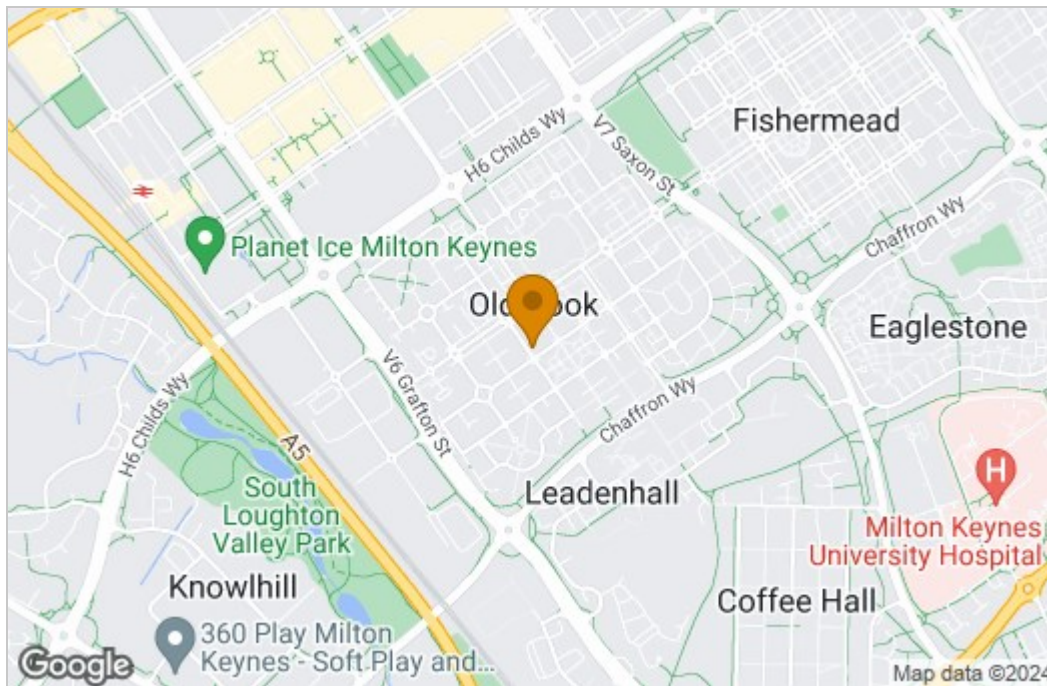 Fishermead
H6 Childs Wy
V7 Saxon St
Chaffron Wy
Planet Ice Milton Keynes
Eaglestone
V6 Grafton St
Chaffron Wy
H6 Childs Wy
A5
H
South
Loughton
Valley Park
Leadenhall
Milton Keynes
University Hospital
Knowlhill
Coffee Hall
360 Play Milton
Keynes - Soft Play and...
Google
Map data ©2024